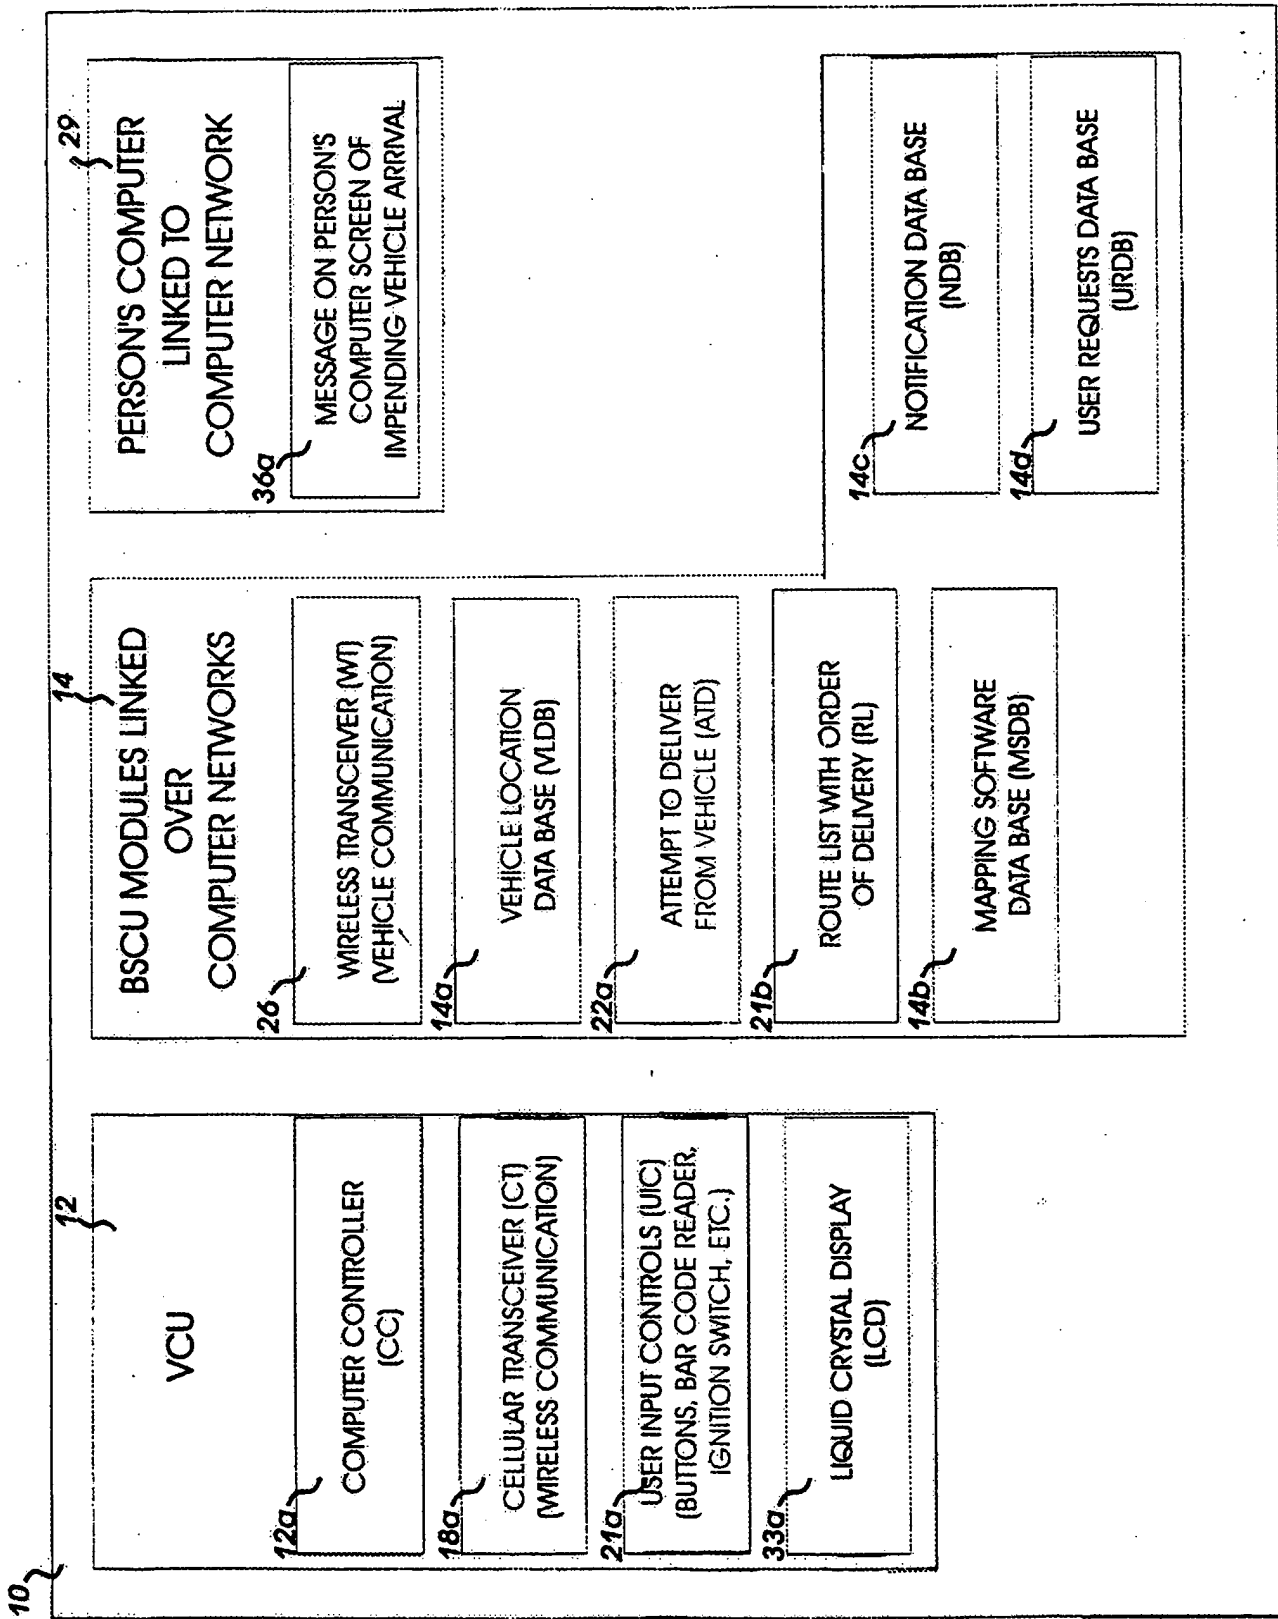 10
12
VCU
12a
COMPUTER CONTROLLER
(CC)
18a
CELLULAR TRANSCEIVER (CT)
(WIRELESS COMMUNICATION)
21a
USER INPUT CONTROLS (UIC)
(BUTTONS, BAR CODE READER,
IGNITION SWITCH, ETC.)
33a
LIQUID CRYSTAL DISPLAY
(LCD)
14
BSCU MODULES LINKED
OVER
COMPUTER NETWORKS
26
WIRELESS TRANSCEIVER (WT)
(VEHICLE COMMUNICATION)
14a
VEHICLE LOCATION
DATA BASE (VLDB)
22a
ATTEMPT TO DELIVER
FROM VEHICLE (ATD)
21b
ROUTE LIST WITH ORDER
OF DELIVERY (RL)
14b
MAPPING SOFTWARE
DATA BASE (MSDB)
14c
NOTIFICATION DATA BASE
(NDB)
14d
USER REQUESTS DATA BASE
(URDB)
29
PERSON'S COMPUTER
LINKED TO
COMPUTER NETWORK
36a
MESSAGE ON PERSON'S
COMPUTER SCREEN OF
IMPENDING VEHICLE ARRIVAL